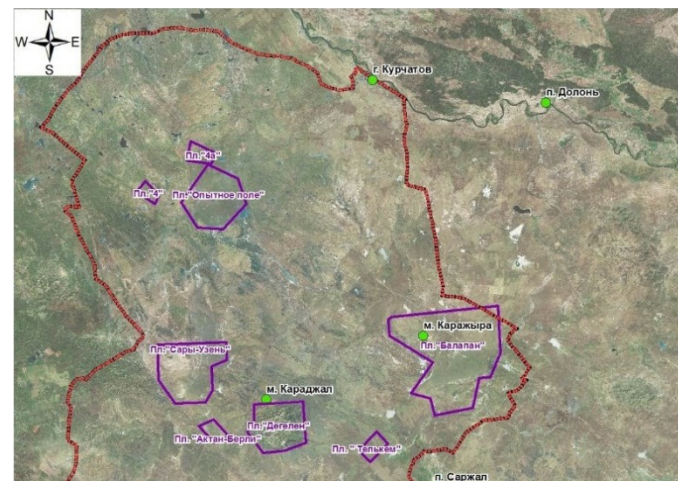 N
W E
S
г. Курчатов
п. Долонь
Пл."4а"
Пл."4"
Пл."Опытное поле"
м. Каражыра
Пл."Балапан"
Пл."Сары-Узень"
м. Караджал
Пл."Дегелен"
Пл. "Актан-Берли"
Пл. " Телькем"
п. Саржал